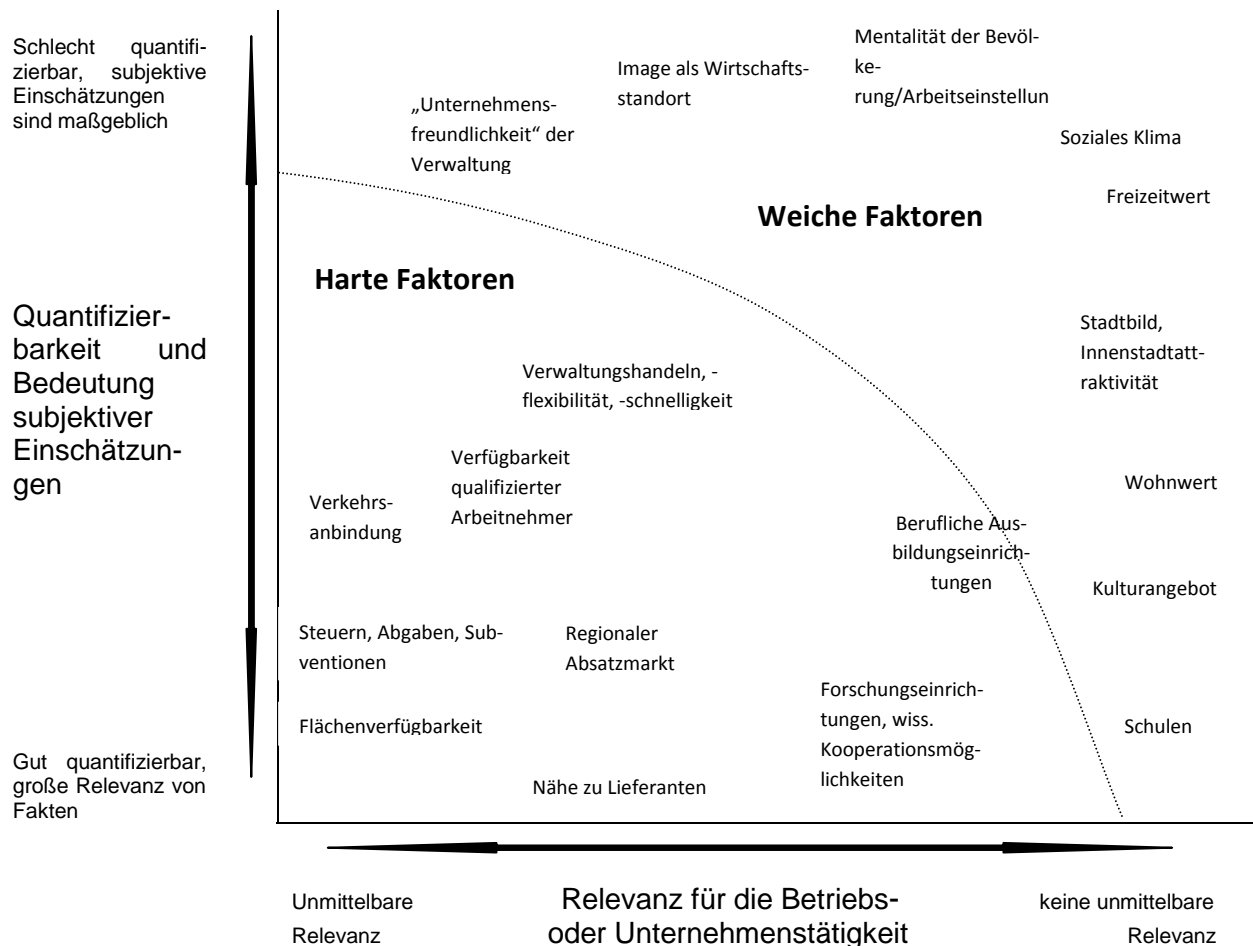 Schlecht quantifi-
zierbar, subjektive
Einschätzungen
sind maßgeblich
Quantifizier-
barkeit und
Bedeutung
subjektiver
Einschätzun-
gen
Gut quantifizierbar,
große Relevanz von
Fakten
„Unternehmens-
freundlichkeit“ der
Verwaltung
Image als Wirtschafts-
standort
Mentalität der Bevöl-
ke-
rung/Arbeitseinstellun
Soziales Klima
Freizeitwert
Weiche Faktoren
Harte Faktoren
Stadtbild,
Innenstadtatt-
raktivität
Verwaltungshandeln, -
flexibilität, -schnelligkeit
Verfügbarkeit
qualifizierter
Arbeitnehmer
Verkehrs-
anbindung
Wohnwert
Berufliche Aus-
bildungseinrich-
tungen
Kulturangebot
Steuern, Abgaben, Sub-
ventionen
Regionaler
Absatzmarkt
Flächenverfügbarkeit
Forschungseinrich-
tungen, wiss.
Kooperationsmög-
lichkeiten
Schulen
Nähe zu Lieferanten
Unmittelbare
Relevanz
Relevanz für die Betriebs-
oder Unternehmenstätigkeit
keine unmittelbare
Relevanz